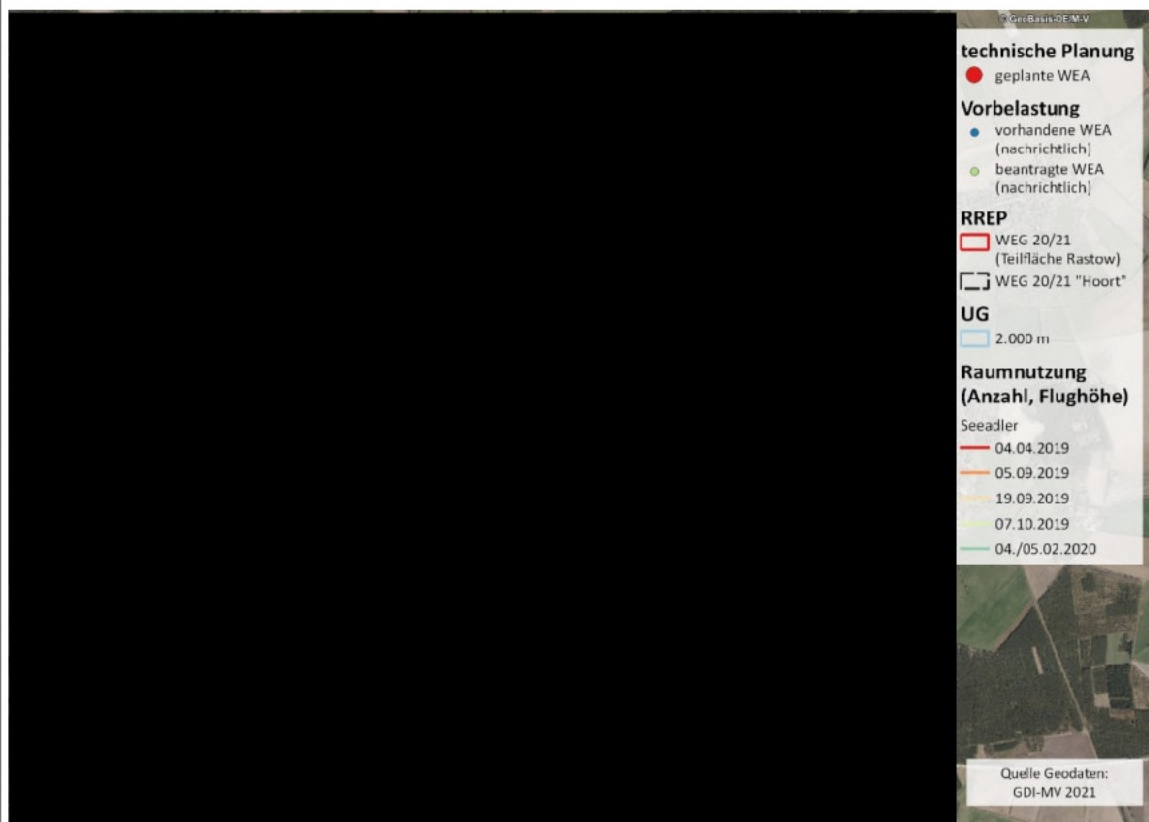 © GeoBasis-DE/M-V
technische Planung
geplante WEA
Vorbelastung
vorhandene WEA
(nachrichtlich)
beantragte WEA
(nachrichtlich)
RREP
WEG 20/21
(Teilfläche Rastow)
WEG 20/21 "Hoort"
UG
2.000 m
Raumnutzung
(Anzahl, Flughöhe)
Seeadler
04.04.2019
05.09.2019
19.09.2019
07.10.2019
04./05.02.2020
Quelle Geodaten:
GDI-MV 2021